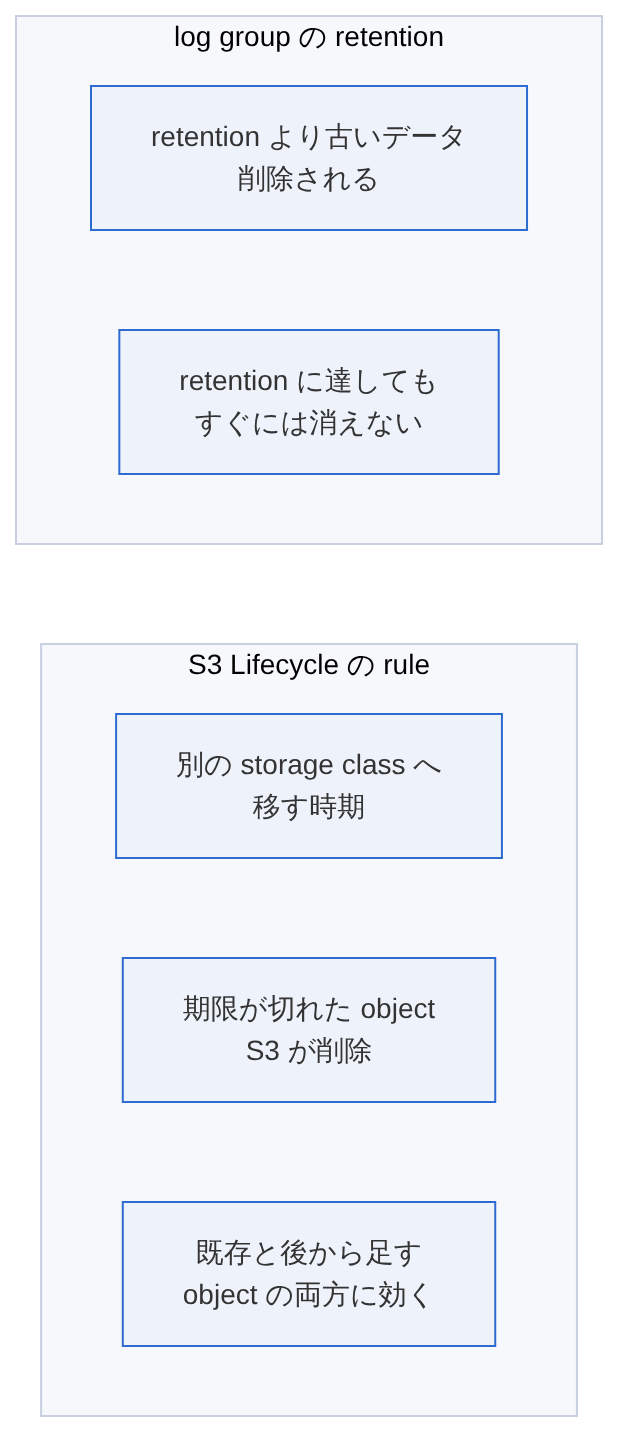 log group の retention
retention より古いデータ
削除される
retention に達しても
すぐには消えない
S3 Lifecycle の rule
別の storage class へ
移す時期
期限が切れた object
S3 が削除
既存と後から足す
object の両方に効く